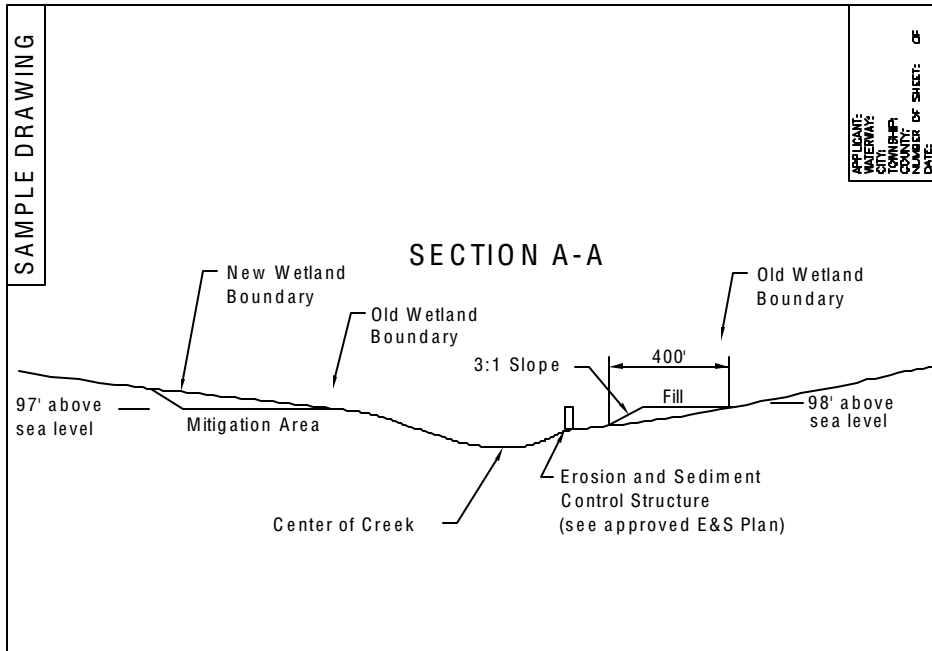 SAMPLE DRAWING
APPLICANT:
WATERWAY:
CITY:
TOWNSHIP:
COUNTY:
NUMBER OF SHEET: OF
DATE:
SECTION A-A
New Wetland
Boundary
Old Wetland
Boundary
Old Wetland
Boundary
3:1 Slope
400'
Fill
97' above
sea level
Mitigation Area
98' above
sea level
Erosion and Sediment
Control Structure
(see approved E&S Plan)
Center of Creek